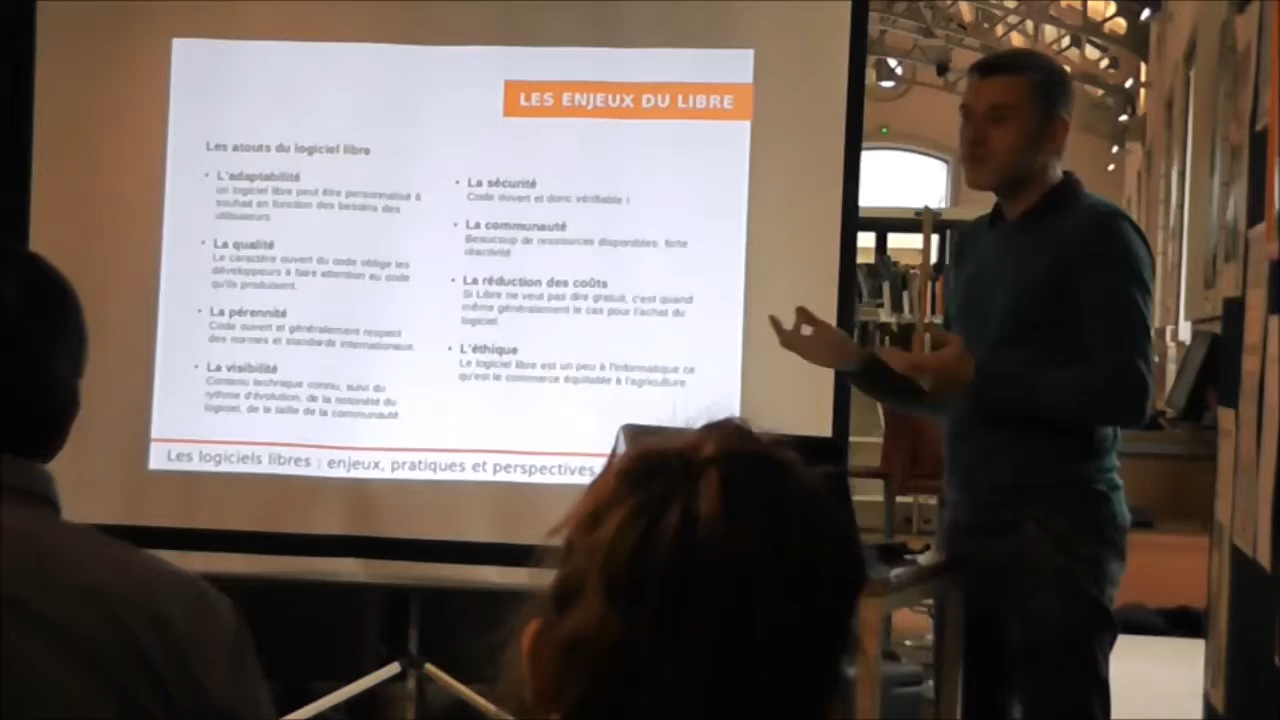 LES ENJEUX DU LIBRE
Les atouts du logiciel libre
• L'adaptabilité
un logiciel libre peut être personnalisé à
souhait en fonction des besoins des
utilisateurs
• La qualité
Le caractère ouvert du code oblige les
développeurs à faire attention au code
qu'ils produisent.
• La pérennité
Code ouvert et généralement respect
des normes et standards internationaux.
• La visibilité
Contenu technique connu, suivi du
rythme d'évolution, de la notoriété du
logiciel, de la taille de la communauté
• La sécurité
Code ouvert et donc vérifiable !
• La communauté
Beaucoup de ressources disponibles, forte
réactivité
• La réduction des coûts
Si Libre ne veut pas dire gratuit, c'est quand
même généralement le cas pour l'achat du
logiciel
• L'éthique
Le logiciel libre est un peu à l'informatique ce
qu'est le commerce équitable à l'agriculture
Les logiciels libres : enjeux, pratiques et perspectives